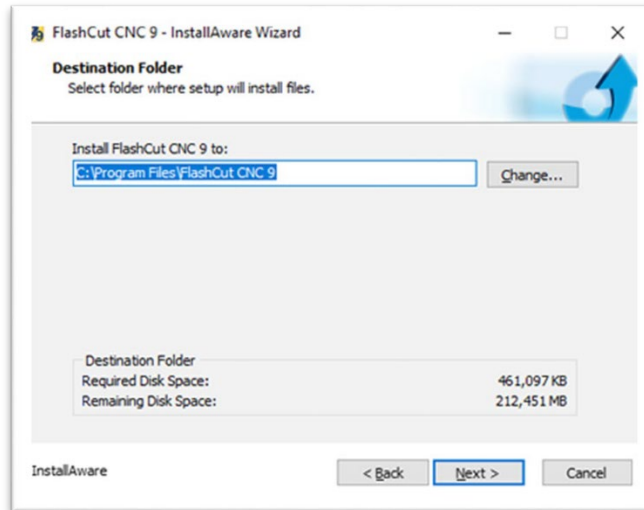 FlashCut CNC 9 - InstallAware Wizard
Destination Folder
Select folder where setup will install files.
Install FlashCut CNC 9 to:
C:\Program Files\FlashCut CNC 9
Change...
Destination Folder
Required Disk Space: 461,097 KB
Remaining Disk Space: 212,451 MB
InstallAware
< Back Next > Cancel